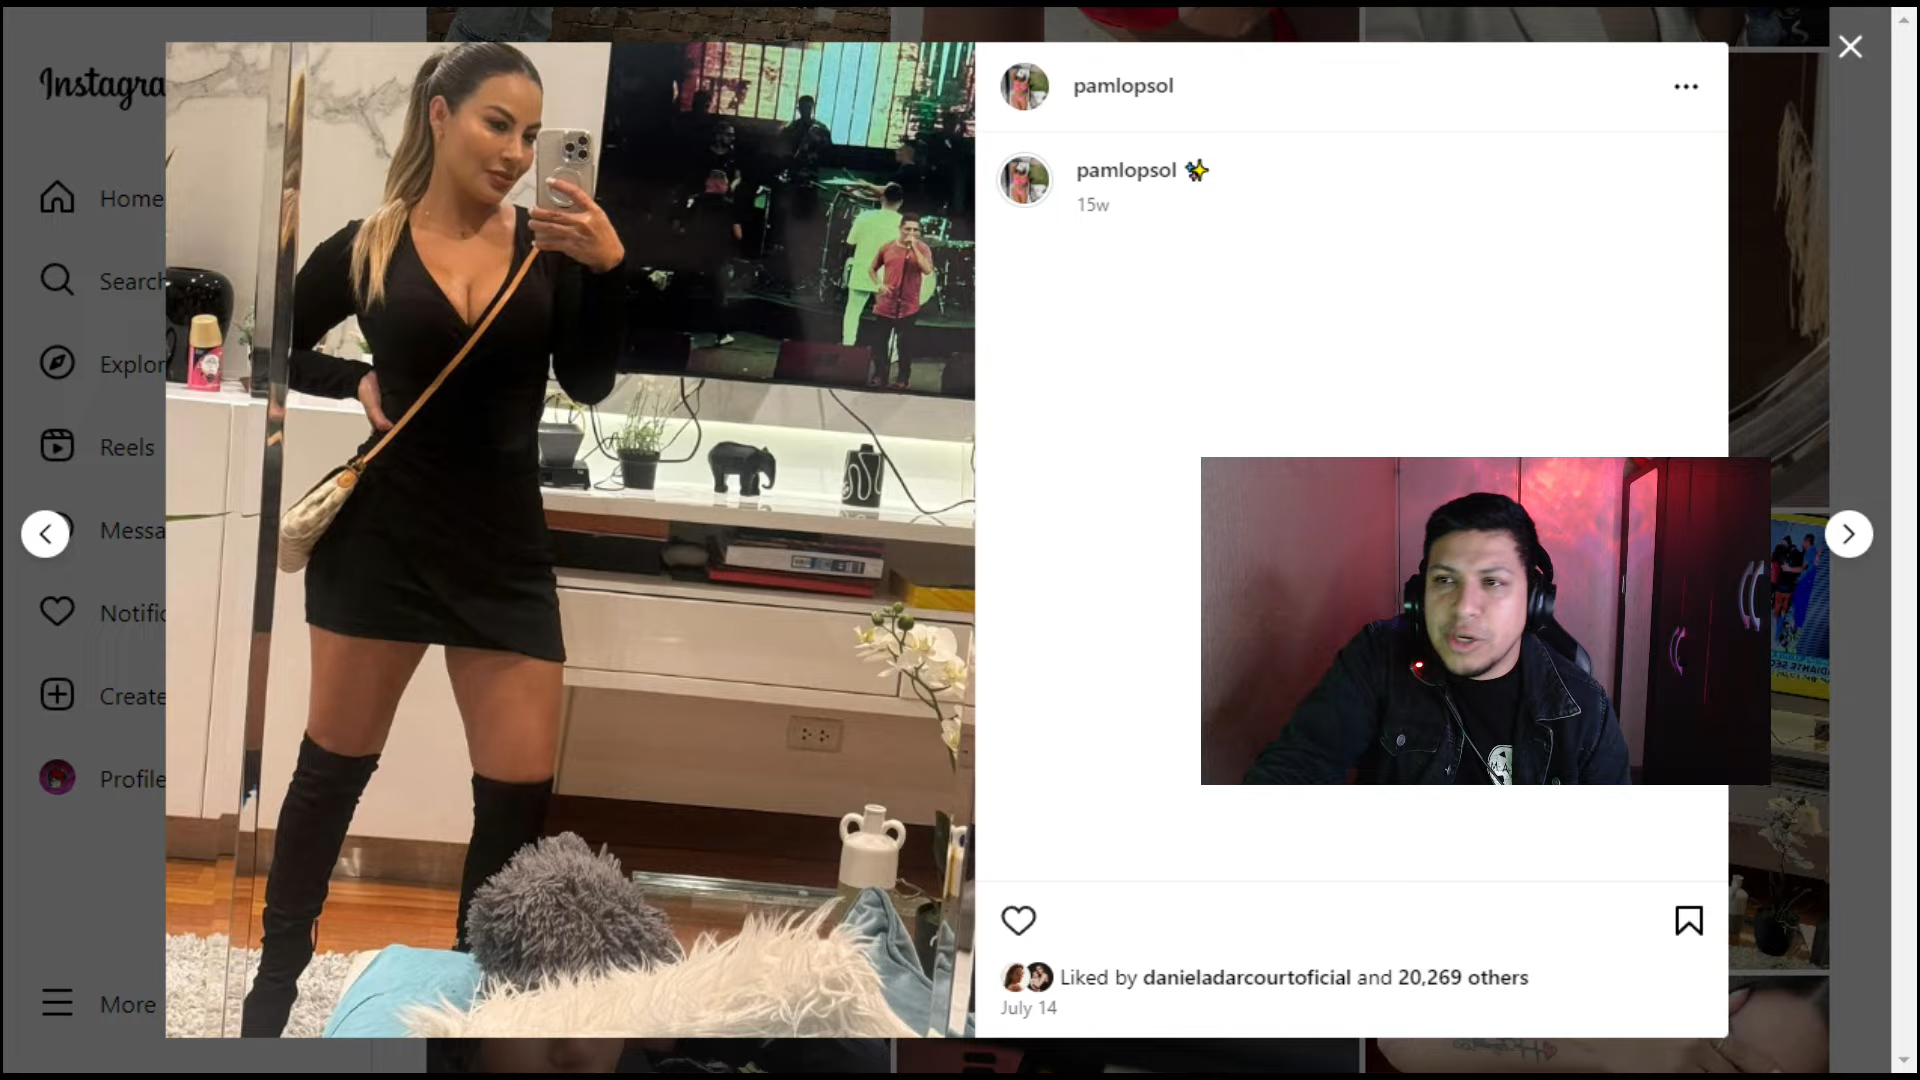 Instagra
Home
Search
Explor
Reels
Messa
Notific
Create
Profile
More
pamlopsol
pamlopsol
15w
Liked by danieladarcourtoficial and 20,269 others
July 14